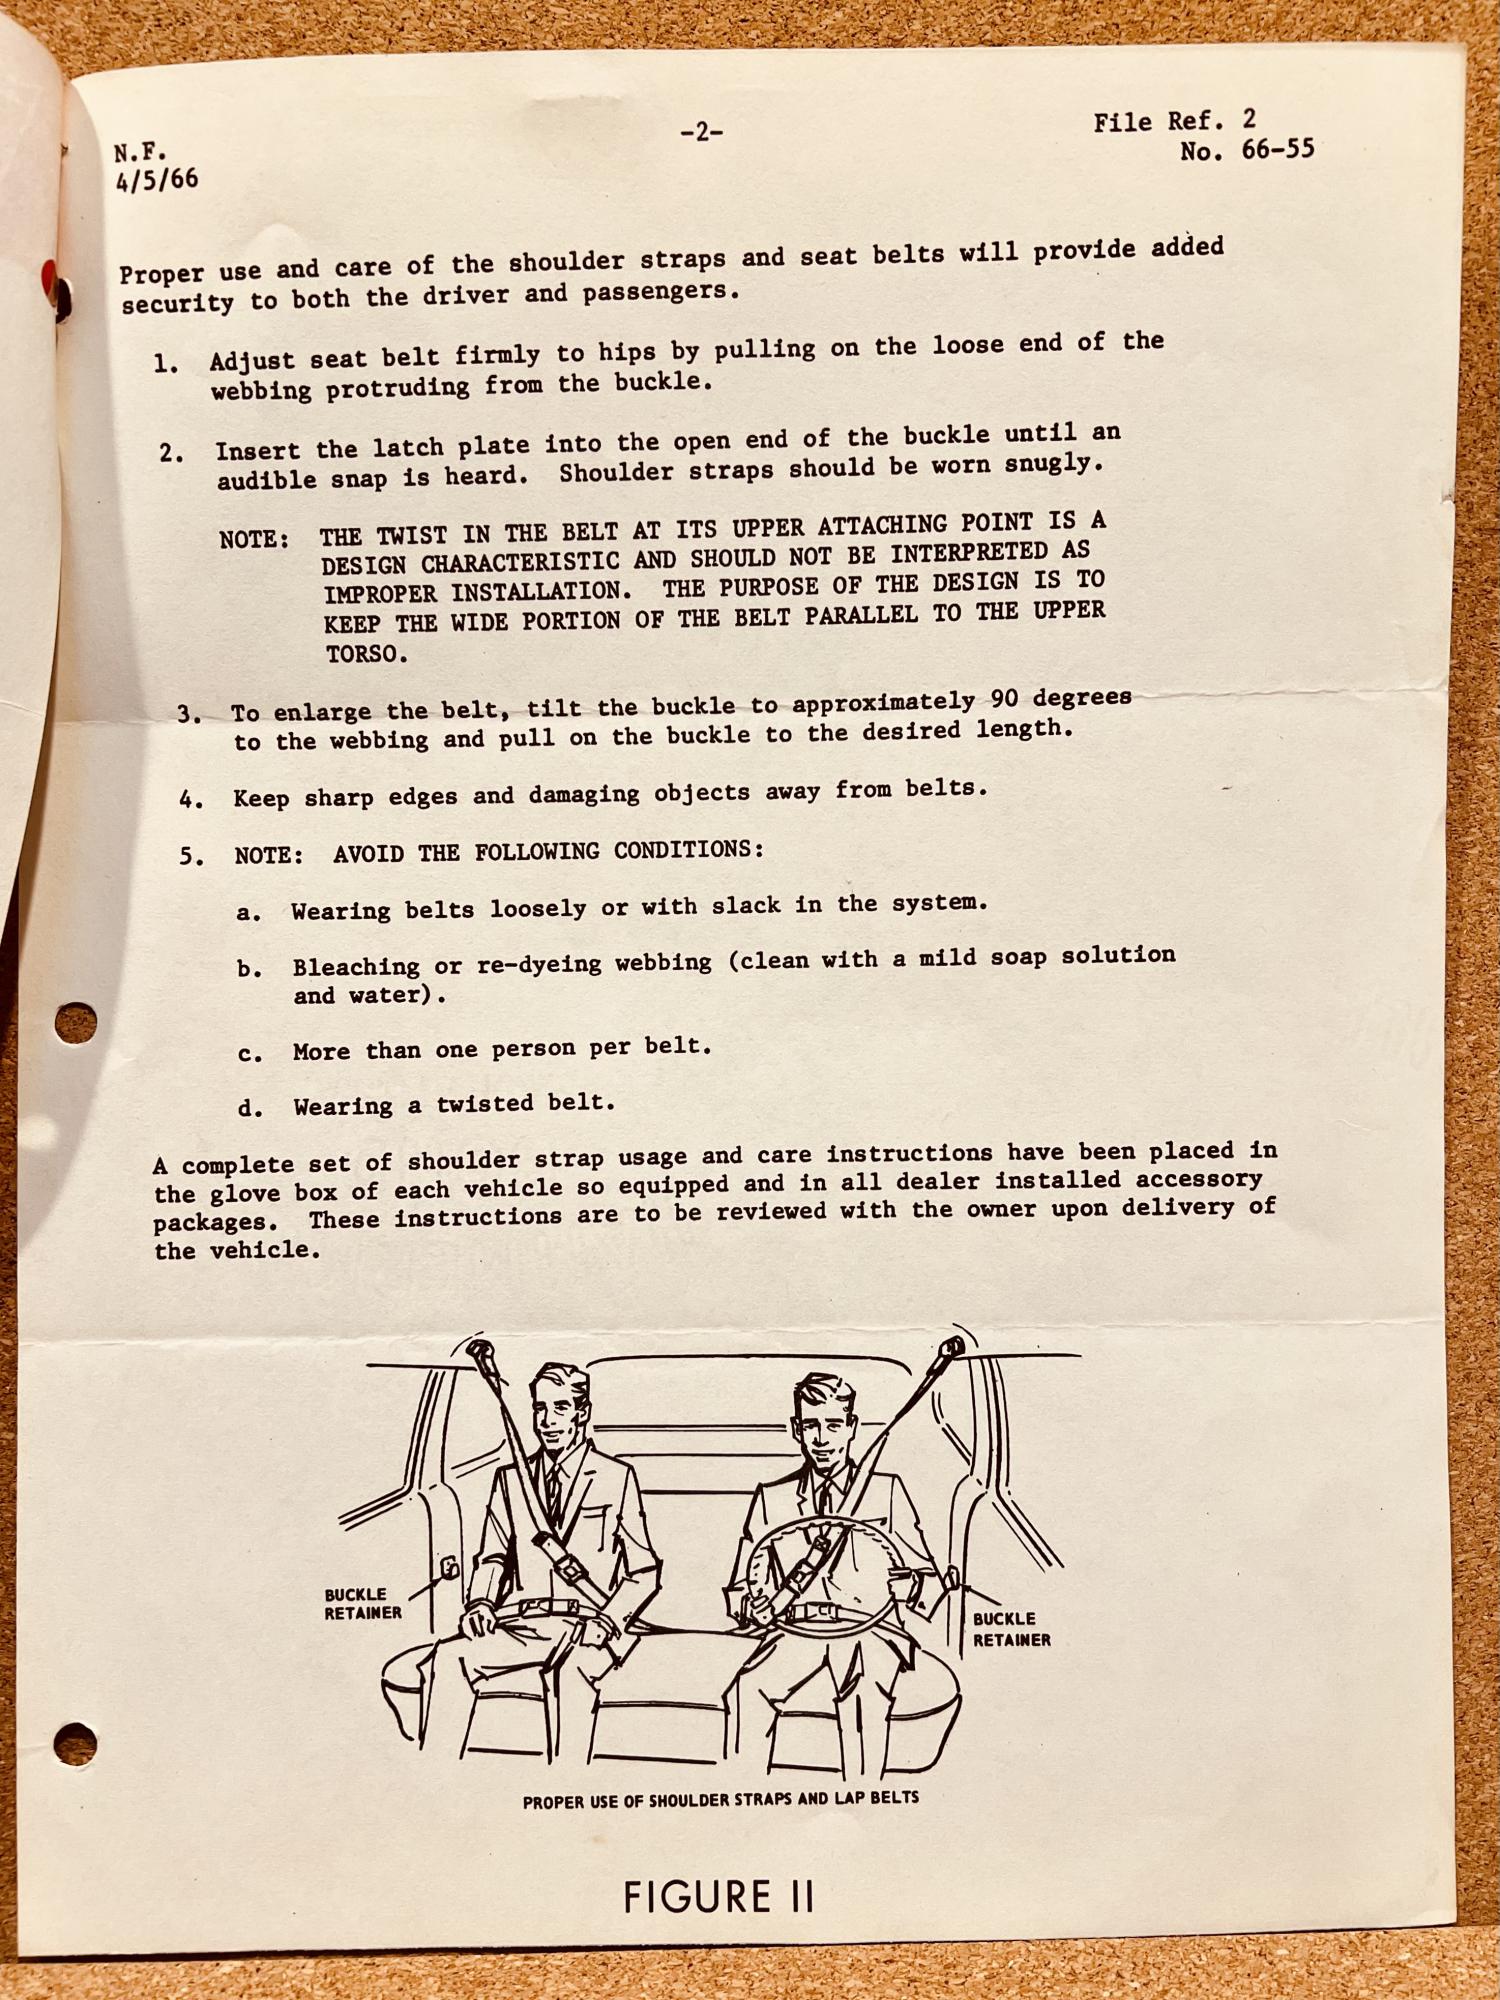 N.F.
4/5/66
-2-
File Ref. 2
No. 66-55
Proper use and care of the shoulder straps and seat belts will provide added
security to both the driver and passengers.
1. Adjust seat belt firmly to hips by pulling on the loose end of the
webbing protruding from the buckle.
2. Insert the latch plate into the open end of the buckle until an
audible snap is heard. Shoulder straps should be worn snugly.
NOTE: THE TWIST IN THE BELT AT ITS UPPER ATTACHING POINT IS A
DESIGN CHARACTERISTIC AND SHOULD NOT BE INTERPRETED AS
IMPROPER INSTALLATION. THE PURPOSE OF THE DESIGN IS TO
KEEP THE WIDE PORTION OF THE BELT PARALLEL TO THE UPPER
TORSO.
3. To enlarge the belt, tilt the buckle to approximately 90 degrees
to the webbing and pull on the buckle to the desired length.
4. Keep sharp edges and damaging objects away from belts.
5. NOTE: AVOID THE FOLLOWING CONDITIONS:
a. Wearing belts loosely or with slack in the system.
b. Bleaching or re-dyeing webbing (clean with a mild soap solution
and water).
c. More than one person per belt.
d. Wearing a twisted belt.
A complete set of shoulder strap usage and care instructions have been placed in
the glove box of each vehicle so equipped and in all dealer installed accessory
packages. These instructions are to be reviewed with the owner upon delivery of
the vehicle.
BUCKLE
RETAINER
BUCKLE
RETAINER
PROPER USE OF SHOULDER STRAPS AND LAP BELTS
FIGURE II